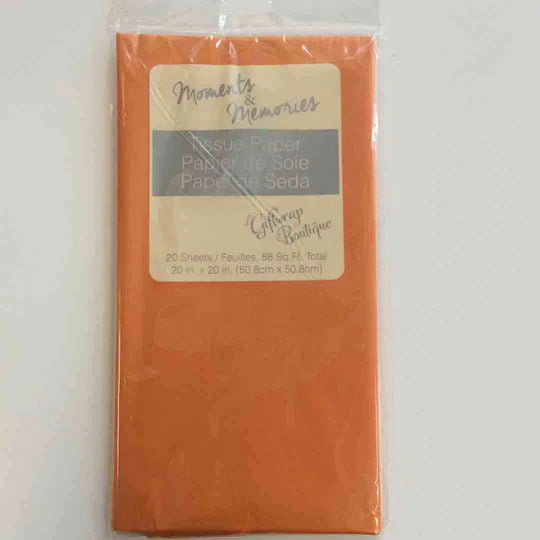 Moments
& Memories
Tissue Paper
Papier de Soie
Papel de Seda
Giftwrap
Boutique
20 Sheets / Feuilles, 56 Sq.Ft. Total
20 in. x 20 in. (50.8cm x 50.8cm)